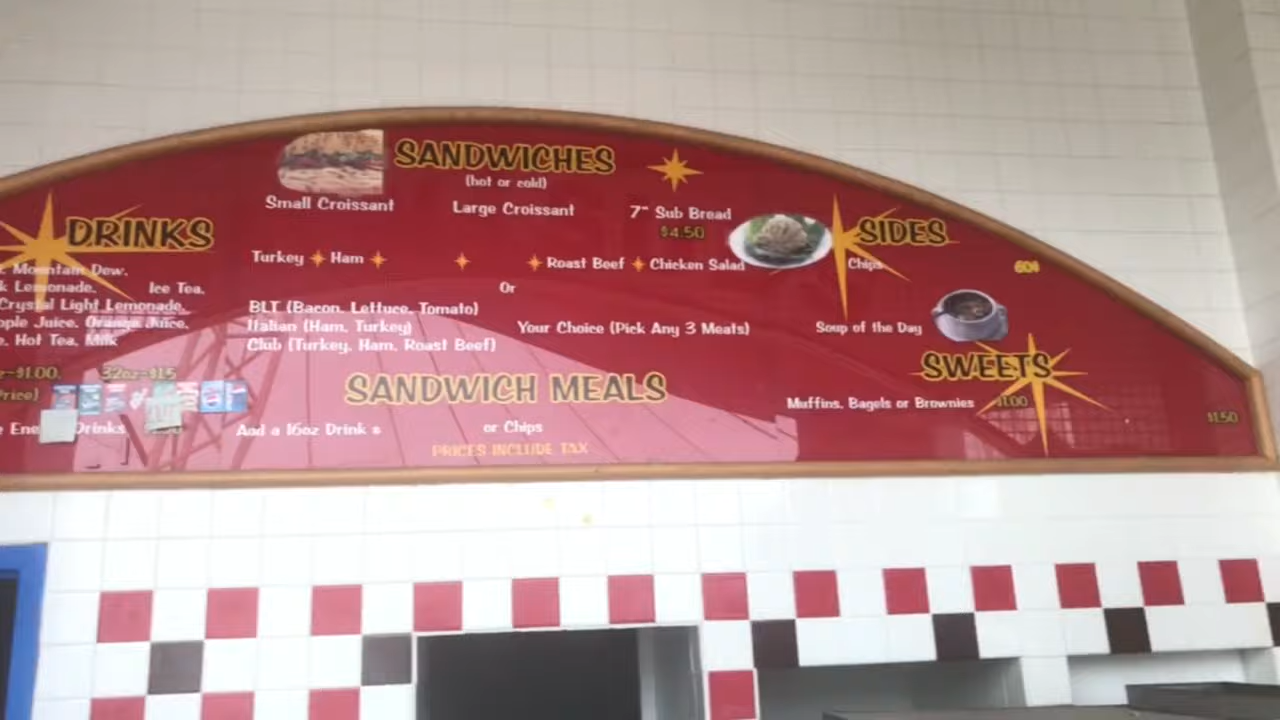 SANDWICHES
(hot or cold)
Small Croissant
Large Croissant
7" Sub Bread
$4.50
Turkey Ham Roast Beef Chicken Salad
Or
BLT (Bacon, Lettuce, Tomato)
Italian (Ham, Turkey)
Club (Turkey, Ham, Roast Beef)
Your Choice (Pick Any 3 Meats)
SANDWICH MEALS
Add a 16oz Drink
or Chips
PRICES INCLUDE TAX
DRINKS
Mountain Dew,
Lemonade, Ice Tea,
Crystal Light Lemonade,
Juice, Orange Juice,
Hot Tea, Milk
$1.00, 32oz-$1.5
Price)
Drinks
SIDES
Chips 60¢
Soup of the Day
SWEETS
Muffins, Bagels or Brownies $1.00
$1.50